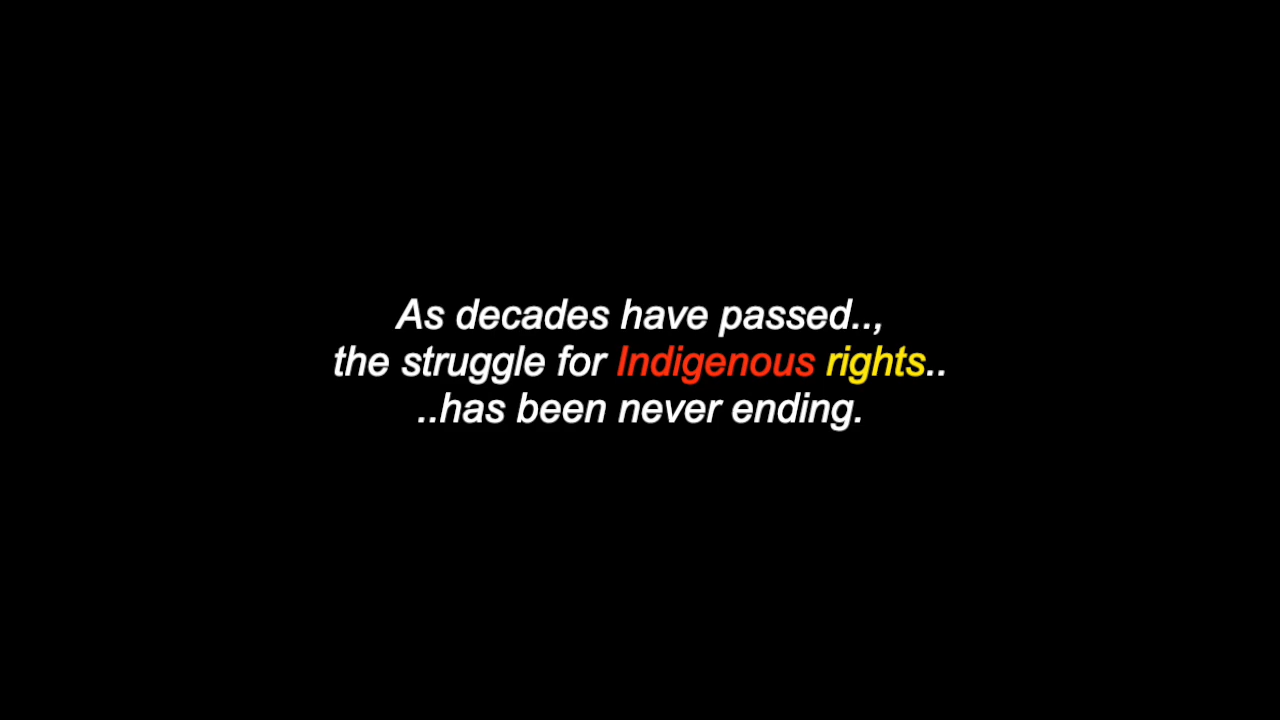 As decades have passed..,
the struggle for Indigenous rights..
..has been never ending.